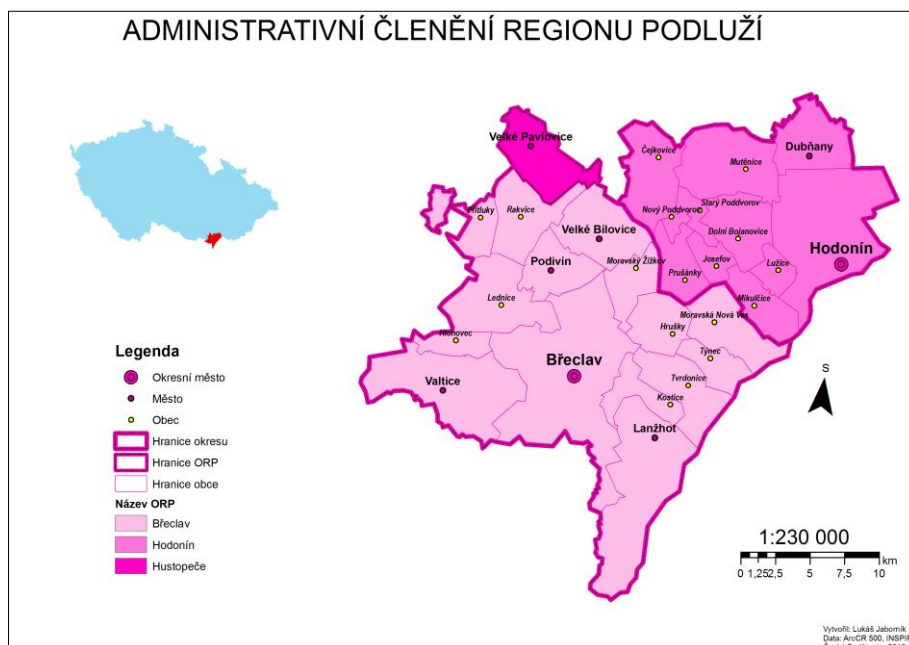 ADMINISTRATIVNÍ ČLENĚNÍ REGIONU PODLUŽÍ
Velké Pavlovice
Čejkovice
Mutěnice
Dubňany
Přítluky
Rakvice
Nový Poddvorov
Starý Poddvorov
Velké Bílovice
Dolní Bojanovice
Hodonín
Podivín
Moravský Žižkov
Josefov
Lužice
Prušánky
Lednice
Mikulčice
Moravská Nová Ves
Hrušky
Hlohovec
Týnec
Břeclav
Valtice
Tvrdonice
Kostice
Lanžhot
Legenda
Okresní město
Město
Obec
Hranice okresu
Hranice ORP
Hranice obce
Název ORP
Břeclav
Hodonín
Hustopeče
S
1:230 000
km
0 1,25 2,5 5 7,5 10
Vytvořil: Lukáš Jaborník
Data: ArcCR 500, INSPI